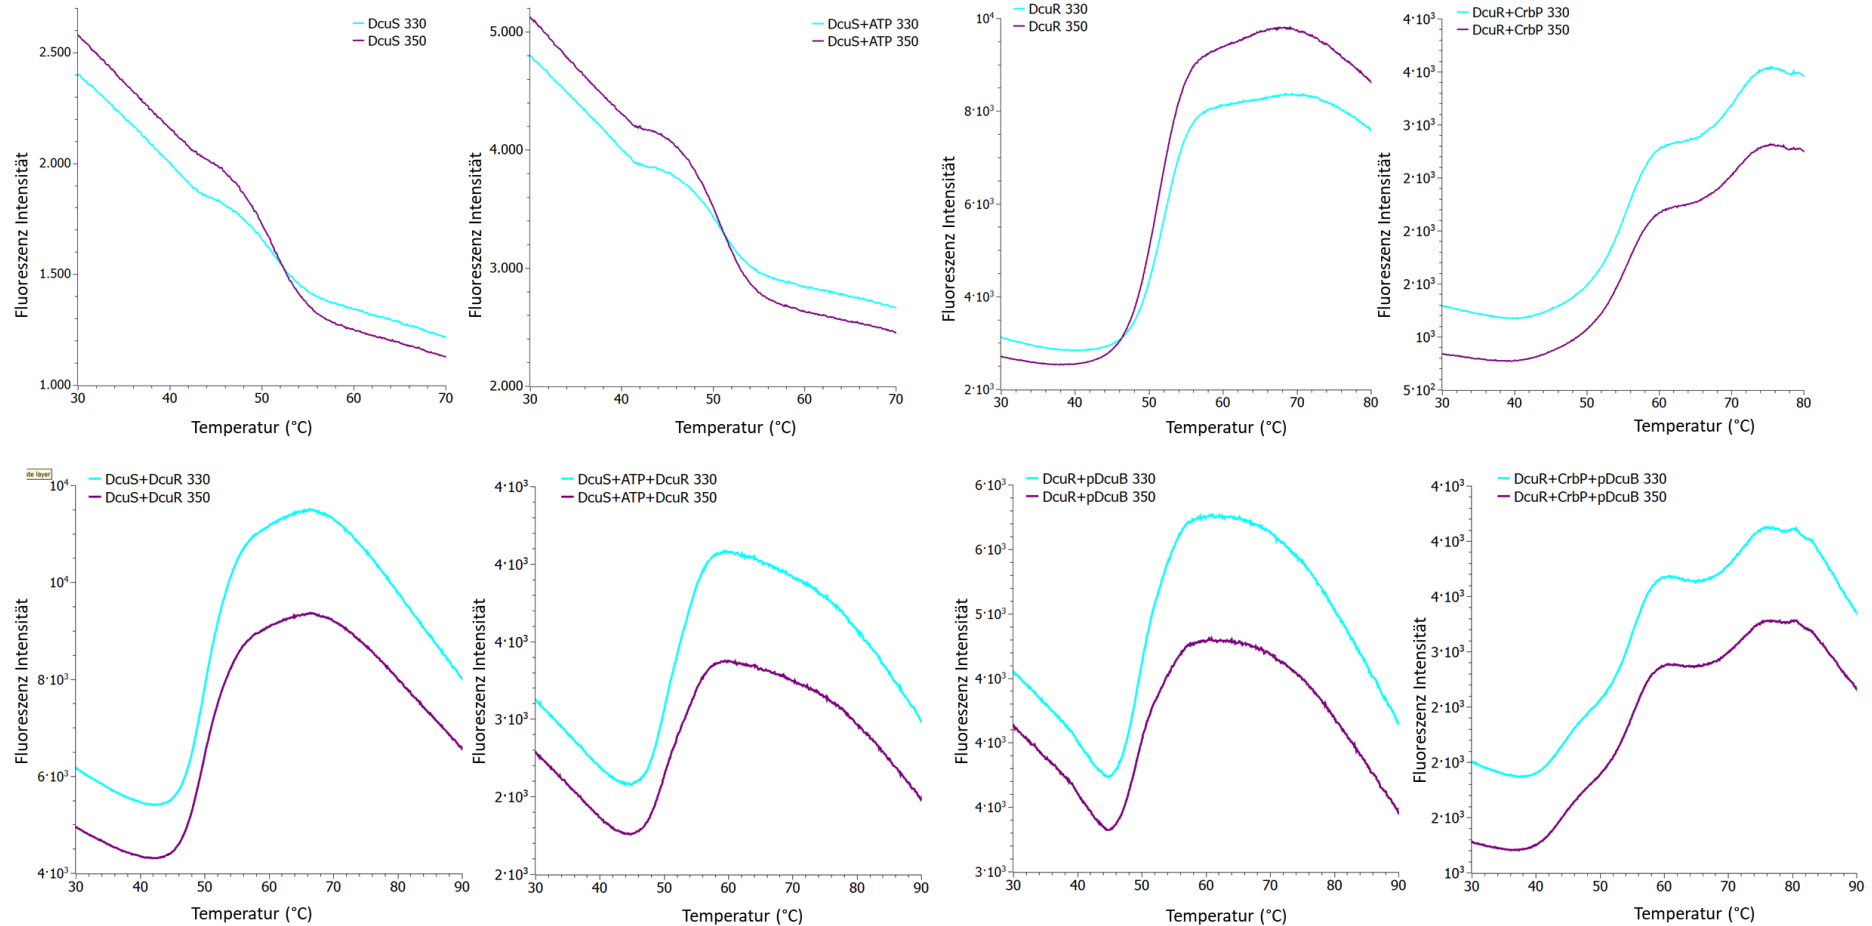 DcuS 330
DcuS 350
2.500
2.000
1.500
1.000
30 40 50 60 70
Fluoreszenz Intensität
Temperatur (°C)
DcuS+ATP 330
DcuS+ATP 350
5.000
4.000
3.000
2.000
30 40 50 60 70
Fluoreszenz Intensität
Temperatur (°C)
DcuR 330
DcuR 350
10⁴
8·10³
6·10³
4·10³
2·10³
30 40 50 60 70 80
Fluoreszenz Intensität
Temperatur (°C)
DcuR+CrbP 330
DcuR+CrbP 350
4·10³
4·10³
3·10³
2·10³
2·10³
2·10³
10³
5·10²
30 40 50 60 70 80
Fluoreszenz Intensität
Temperatur (°C)
te layer
DcuS+DcuR 330
DcuS+DcuR 350
10⁴
10⁴
8·10³
6·10³
4·10³
30 40 50 60 70 80 90
Fluoreszenz Intensität
Temperatur (°C)
DcuS+ATP+DcuR 330
DcuS+ATP+DcuR 350
4·10³
4·10³
4·10³
3·10³
2·10³
2·10³
30 40 50 60 70 80 90
Fluoreszenz Intensität
Temperatur (°C)
DcuR+pDcuB 330
DcuR+pDcuB 350
6·10³
6·10³
5·10³
4·10³
4·10³
4·10³
3·10³
30 40 50 60 70 80 90
Fluoreszenz Intensität
Temperatur (°C)
DcuR+CrbP+pDcuB 330
DcuR+CrbP+pDcuB 350
4·10³
4·10³
4·10³
3·10³
2·10³
2·10³
2·10³
10³
30 40 50 60 70 80 90
Fluoreszenz Intensität
Temperatur (°C)